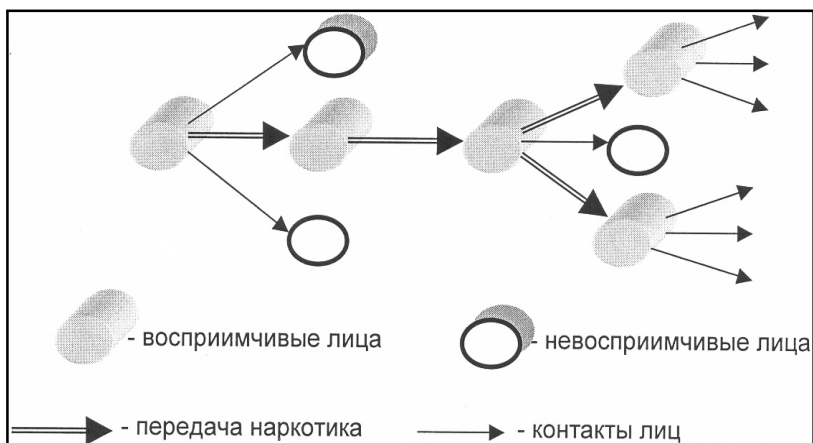 - восприимчивые лица
- невосприимчивые лица
- передача наркотика
- контакты лиц